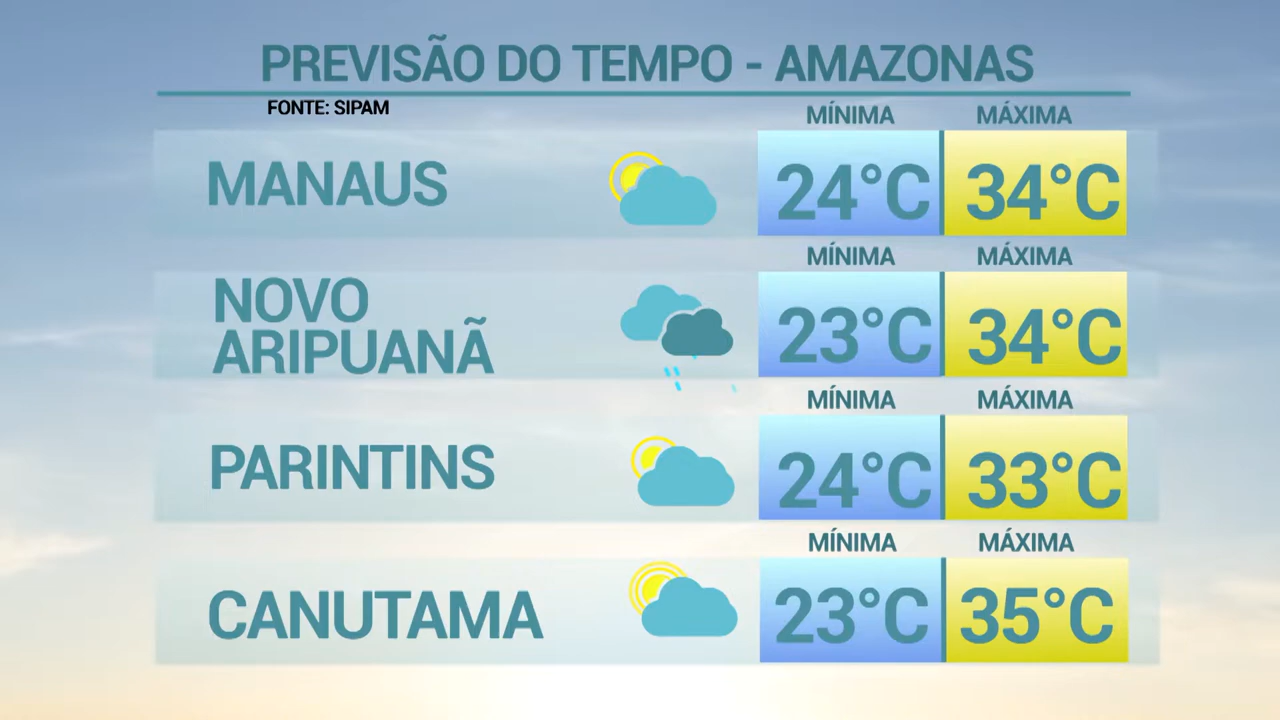 PREVISÃO DO TEMPO - AMAZONAS
FONTE: SIPAM
MÍNIMA MÁXIMA
MANAUS 24°C 34°C
MÍNIMA MÁXIMA
NOVO
ARIPUANÃ 23°C 34°C
MÍNIMA MÁXIMA
PARINTINS 24°C 33°C
MÍNIMA MÁXIMA
CANUTAMA 23°C 35°C